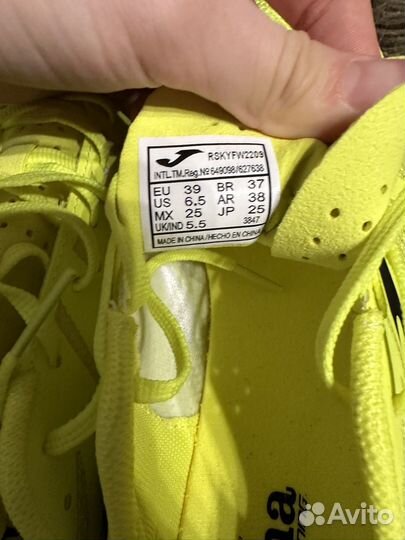 RSKYFW2209
INTL.TM.Reg.Nº649098/627638
EU 39 BR 37
US 6.5 AR 38
MX 25 JP 25
UK/IND 5.5 3847
MADE IN CHINA/HECHO EN CHINA
Avito